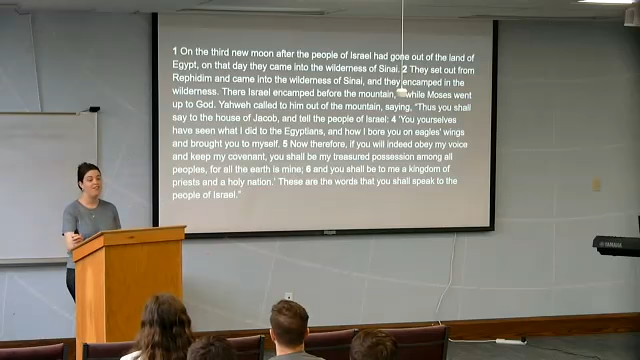 1 On the third new moon after the people of Israel had gone out of the land of
Egypt, on that day they came into the wilderness of Sinai. 2 They set out from
Rephidim and came into the wilderness of Sinai, and they encamped in the
wilderness. There Israel encamped before the mountain, while Moses went
up to God. Yahweh called to him out of the mountain, saying, "Thus you shall
say to the house of Jacob, and tell the people of Israel: 4 'You yourselves
have seen what I did to the Egyptians, and how I bore you on eagles' wings
and brought you to myself. 5 Now therefore, if you will indeed obey my voice
and keep my covenant, you shall be my treasured possession among all
peoples, for all the earth is mine; 6 and you shall be to me a kingdom of
priests and a holy nation.' These are the words that you shall speak to the
people of Israel."
YAMAHA